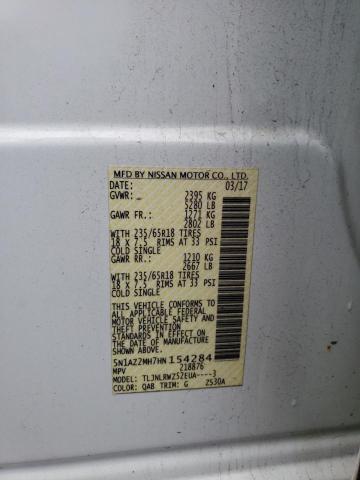 MFD BY NISSAN MOTOR CO., LTD.
DATE: 03/17
GVWR: 2395 KG
5280 LB
GAWR FR.: 1271 KG
2802 LB
WITH 235/65R18 TIRES
18 X 7.5 RIMS AT 33 PSI
COLD SINGLE
GAWR RR.: 1210 KG
2667 LB
WITH 235/65R18 TIRES
18 X 7.5 RIMS AT 33 PSI
COLD SINGLE
THIS VEHICLE CONFORMS TO
ALL APPLICABLE FEDERAL MOTOR
VEHICLE SAFETY, BUMPER,
AND THEFT PREVENTION
STANDARDS IN EFFECT ON
THE DATE OF MANUFACTURE
SHOWN ABOVE.
5N1AZ2MH7HN154284
MPV 218876
MODEL: TLJNLRWZ52EUA----3
COLOR: QAB TRIM: G Z530A